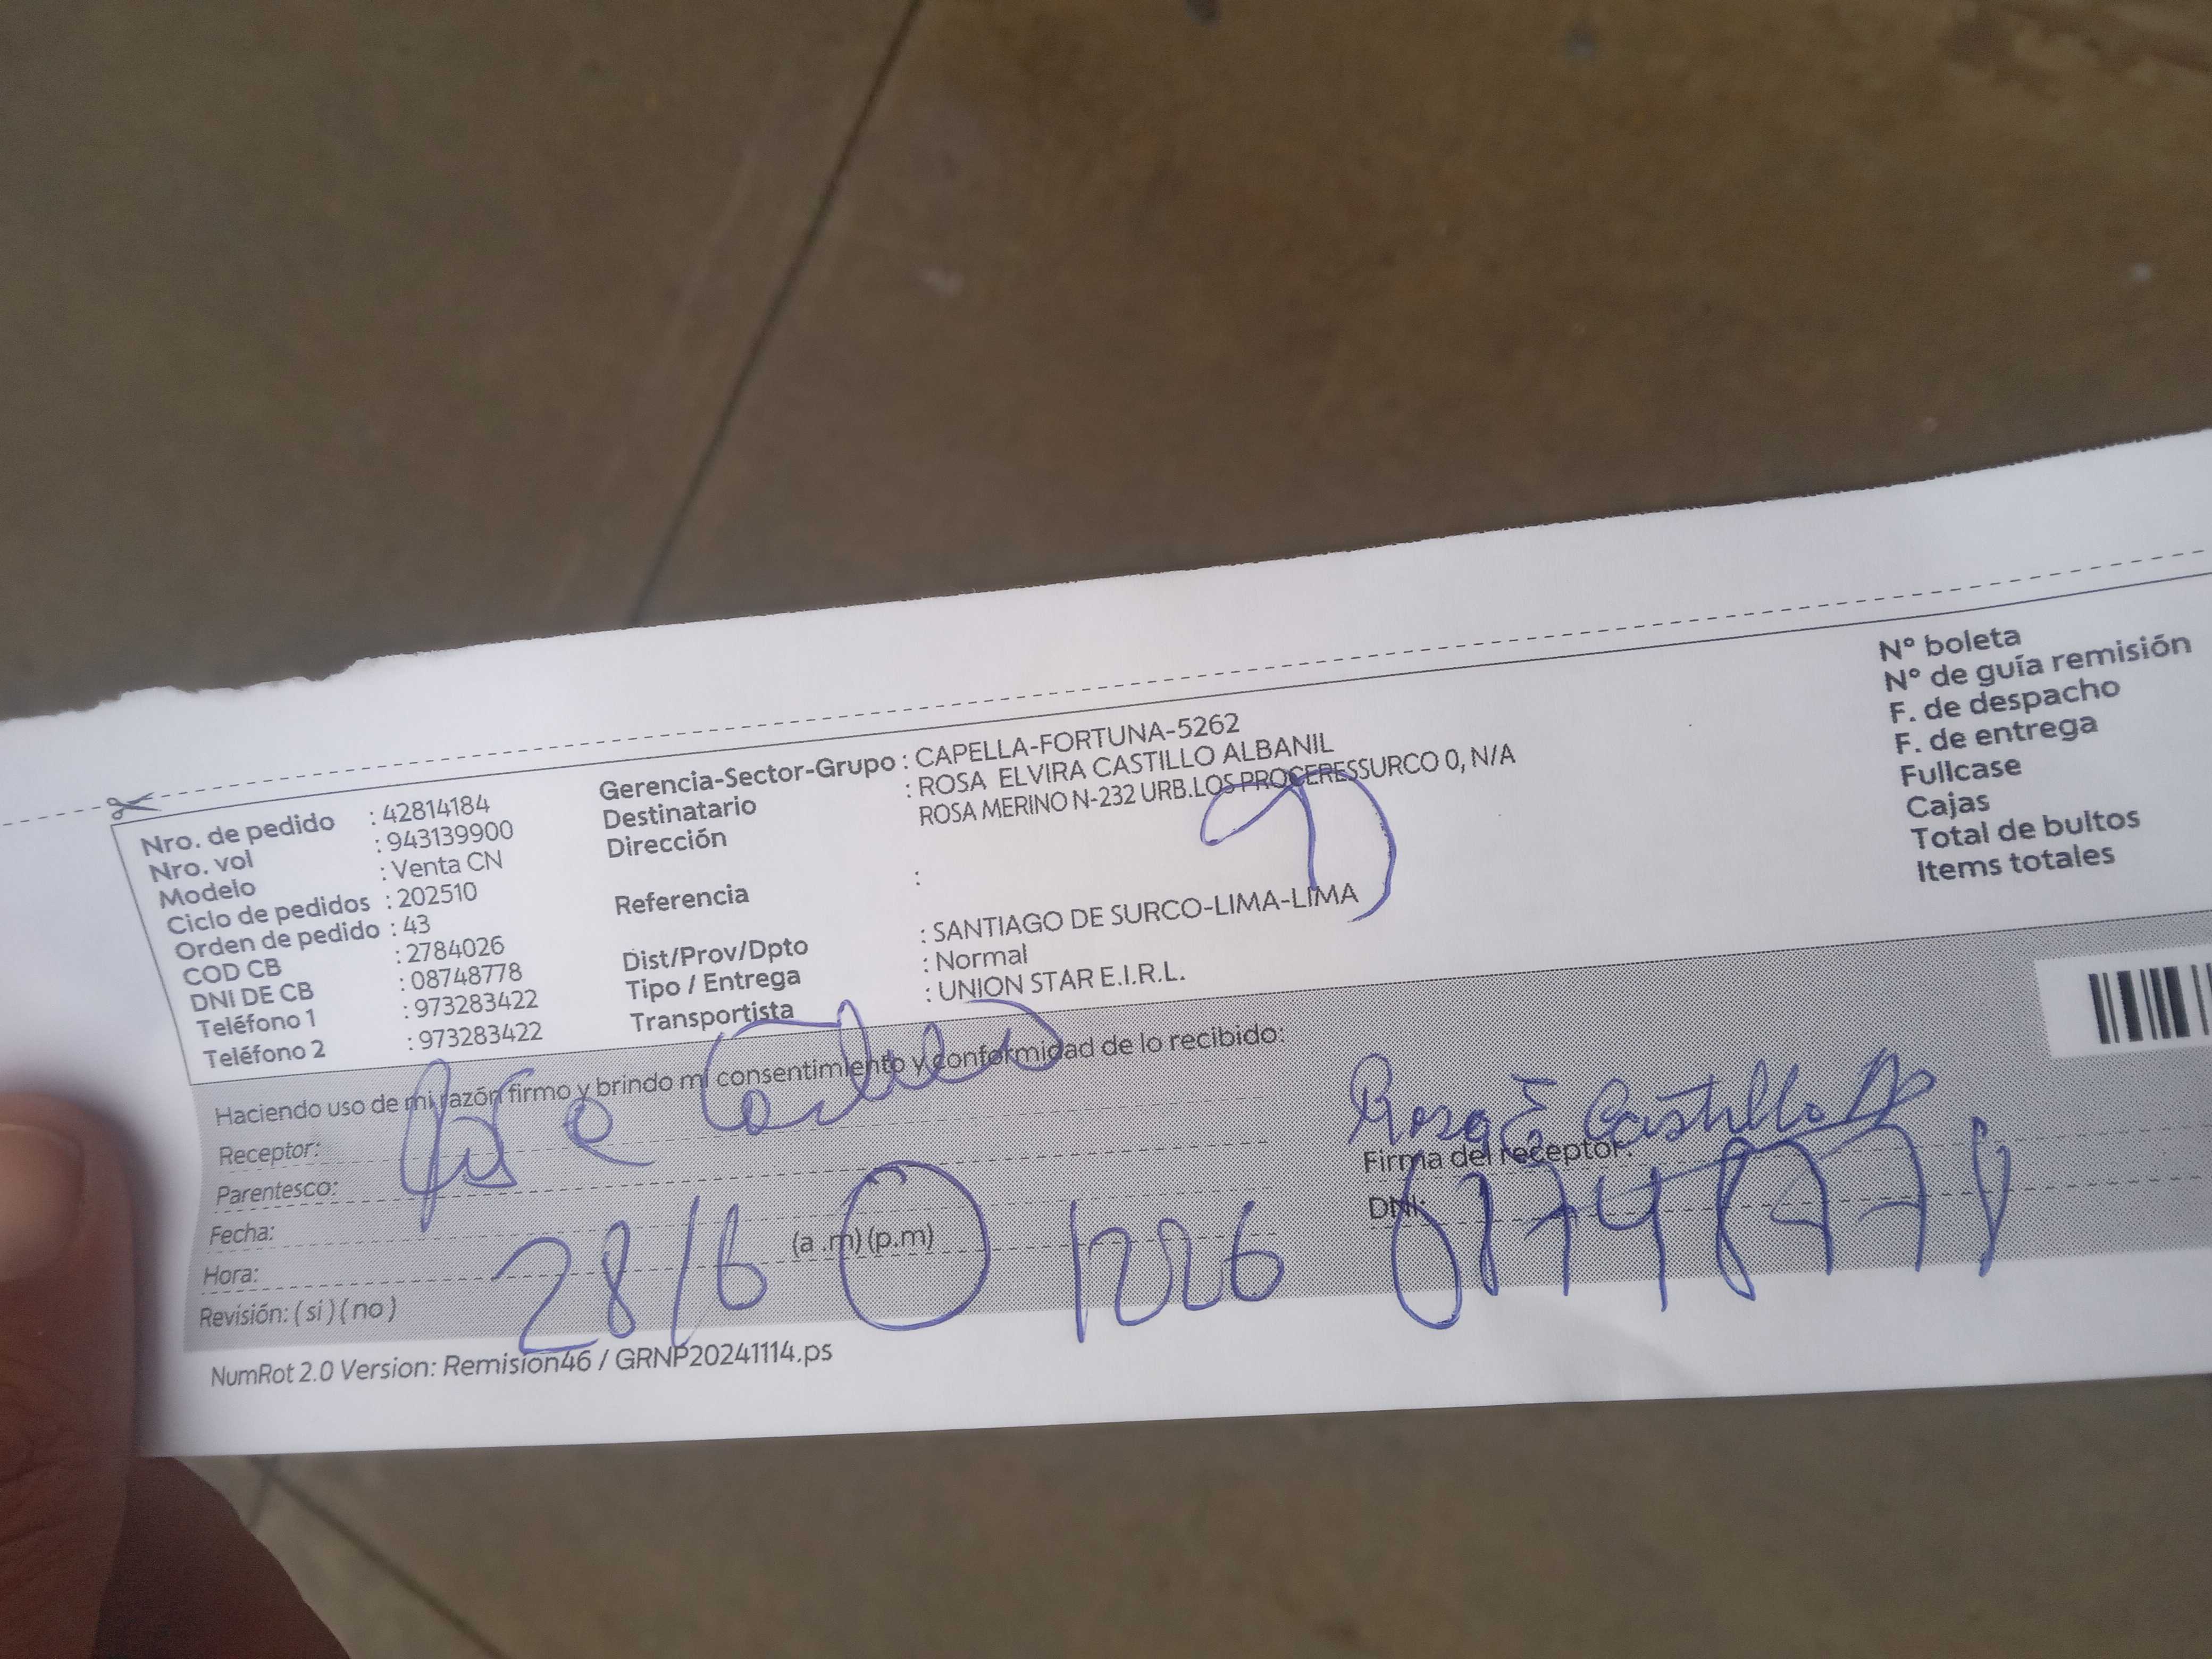 Nro. de pedido : 42814184
Nro. vol : 943139900
Modelo : Venta CN
Ciclo de pedidos : 202510
Orden de pedido : 43
COD CB : 2784026
DNI DE CB : 08748778
Teléfono 1 : 973283422
Teléfono 2 : 973283422
Gerencia-Sector-Grupo : CAPELLA-FORTUNA-5262
Destinatario : ROSA ELVIRA CASTILLO ALBANIL
Dirección ROSA MERINO N-232 URB.LOS PROCERESSURCO 0, N/A
Referencia :
Dist/Prov/Dpto : SANTIAGO DE SURCO-LIMA-LIMA
Tipo / Entrega : Normal
Transportista : UNION STAR E.I.R.L.
N° boleta
N° de guía remisión
F. de despacho
F. de entrega
Fullcase
Cajas
Total de bultos
Items totales
Haciendo uso de mi razón firmo y brindo mi consentimiento y conformidad de lo recibido:
Receptor:
Parentesco:
Fecha: 28/6
Hora: (a .m) (p.m) 1226
Revisión: ( si ) ( no )
Rosa E Castillo A
Firma del receptor:
DNI: 08748778
NumRot 2.0 Version: Remision46 / GRNP20241114.ps